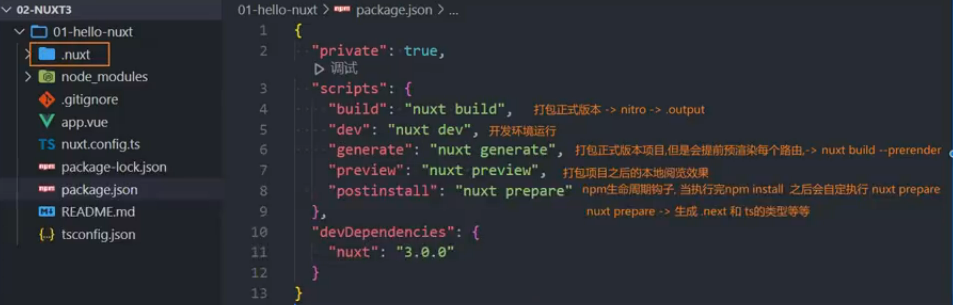 02-NUXT3
01-hello-nuxt
.nuxt
node_modules
.gitignore
app.vue
TS nuxt.config.ts
package-lock.json
package.json
README.md
tsconfig.json
01-hello-nuxt > package.json > ...
1 {
2 "private": true,
调试
3 "scripts": {
4 "build": "nuxt build", 打包正式版本 -> nitro -> .output
5 "dev": "nuxt dev", 开发环境运行
6 "generate": "nuxt generate", 打包正式版本项目,但是会提前预渲染每个路由,-> nuxt build --prerender
7 "preview": "nuxt preview", 打包项目之后的本地阅览效果
8 "postinstall": "nuxt prepare" npm生命周期钩子, 当执行完npm install 之后会自定执行 nuxt prepare
9 }, nuxt prepare -> 生成 .next 和 ts的类型等等
10 "devDependencies": {
11 "nuxt": "3.0.0"
12 }
13 }